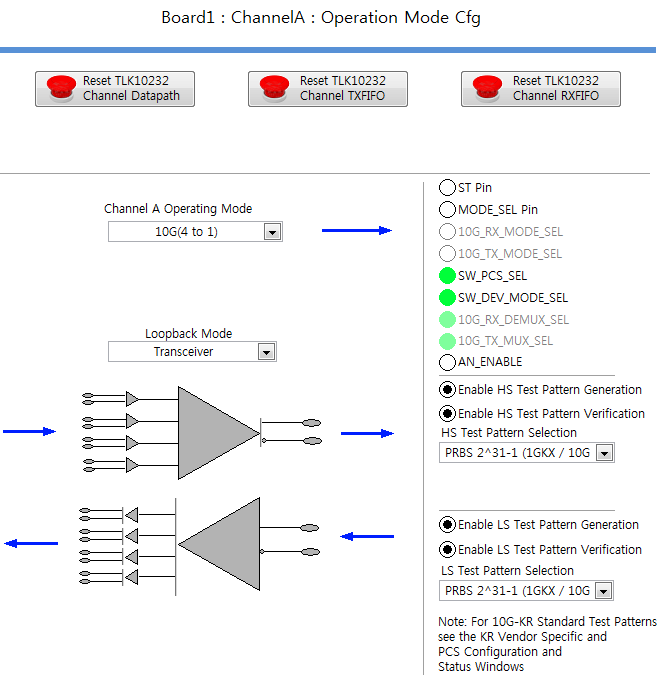 Board1 : ChannelA : Operation Mode Cfg
Reset TLK10232
Channel Datapath
Reset TLK10232
Channel TXFIFO
Reset TLK10232
Channel RXFIFO
Channel A Operating Mode
10G(4 to 1)
Loopback Mode
Transceiver
ST Pin
MODE_SEL Pin
10G_RX_MODE_SEL
10G_TX_MODE_SEL
SW_PCS_SEL
SW_DEV_MODE_SEL
10G_RX_DEMUX_SEL
10G_TX_MUX_SEL
AN_ENABLE
Enable HS Test Pattern Generation
Enable HS Test Pattern Verification
HS Test Pattern Selection
PRBS 2^31-1 (1GKX / 10G
Enable LS Test Pattern Generation
Enable LS Test Pattern Verification
LS Test Pattern Selection
PRBS 2^31-1 (1GKX / 10G
Note: For 10G-KR Standard Test Patterns
see the KR Vendor Specific and
PCS Configuration and
Status Windows